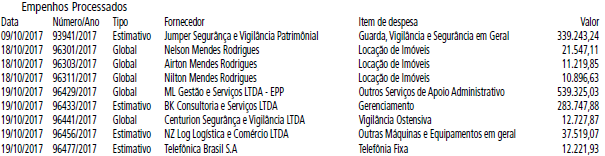 Empenhos Processados
Data Número/Ano Tipo Fornecedor Item de despesa Valor
09/10/2017 93941/2017 Estimativo Jumper Segurança e Vigilância Patrimônial Guarda, Vigilância e Segurância em Geral 339.243,24
18/10/2017 96301/2017 Global Nelson Mendes Rodrigues Locação de Imóveis 21.547,11
18/10/2017 96303/2017 Global Airton Mendes Rodrigues Locação de Imóveis 11.219,85
18/10/2017 96311/2017 Global Nilton Mendes Rodrigues Locação de Imóveis 10.896,63
19/10/2017 96429/2017 Global ML Gestão e Serviços LTDA - EPP Outros Serviços de Apoio Administrativo 539.325,03
19/10/2017 96433/2017 Estimativo BK Consultoria e Serviços LTDA Gerenciamento 283.747,88
19/10/2017 96441/2017 Global Centurion Segurança e Vigilância LTDA Vigilância Ostensiva 12.727,87
19/10/2017 96456/2017 Estimativo NZ Log Logística e Comércio LTDA Outras Máquinas e Equipamentos em geral 37.519,07
19/10/2017 96477/2017 Estimativo Telefônica Brasil S.A Telefônia Fixa 12.221,93